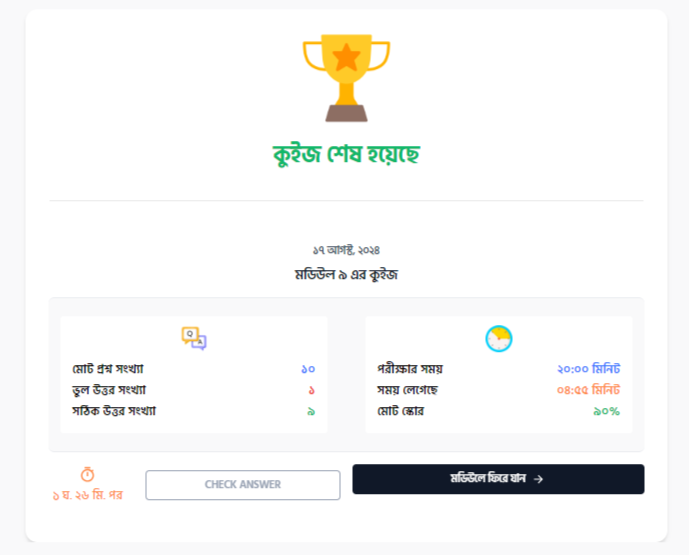 কুইজ শেষ হয়েছে
১৭ আগস্ট, ২০২৪
মডিউল ৯ এর কুইজ
Q
A
মোট প্রশ্ন সংখ্যা ১০
ভুল উত্তর সংখ্যা ১
সঠিক উত্তর সংখ্যা ৯
পরীক্ষার সময় ২০:০০ মিনিট
সময় লেগেছে ০৪:৫৫ মিনিট
মোট স্কোর ৯০%
১ ঘ. ২৬ মি. পর
CHECK ANSWER
মডিউলে ফিরে যান →